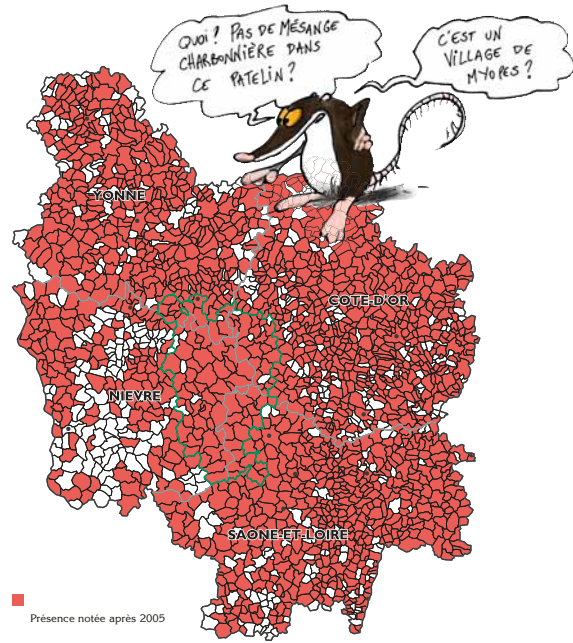 QUOI ? PAS DE MÉSANGE
CHARBONNIÈRE DANS
CE PATELIN ?
C'EST UN
VILLAGE DE
MYOPES ?
YONNE
COTE-D'OR
NIEVRE
SAONE-ET-LOIRE
Présence notée après 2005